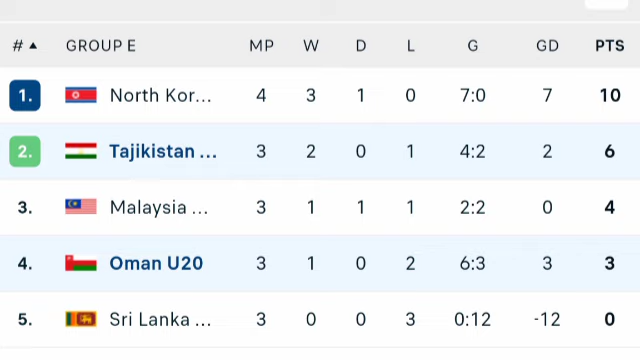 # ▲ GROUP E MP W D L G GD PTS
1. North Kor... 4 3 1 0 7:0 7 10
2. Tajikistan ... 3 2 0 1 4:2 2 6
3. Malaysia ... 3 1 1 1 2:2 0 4
4. Oman U20 3 1 0 2 6:3 3 3
5. Sri Lanka ... 3 0 0 3 0:12 -12 0